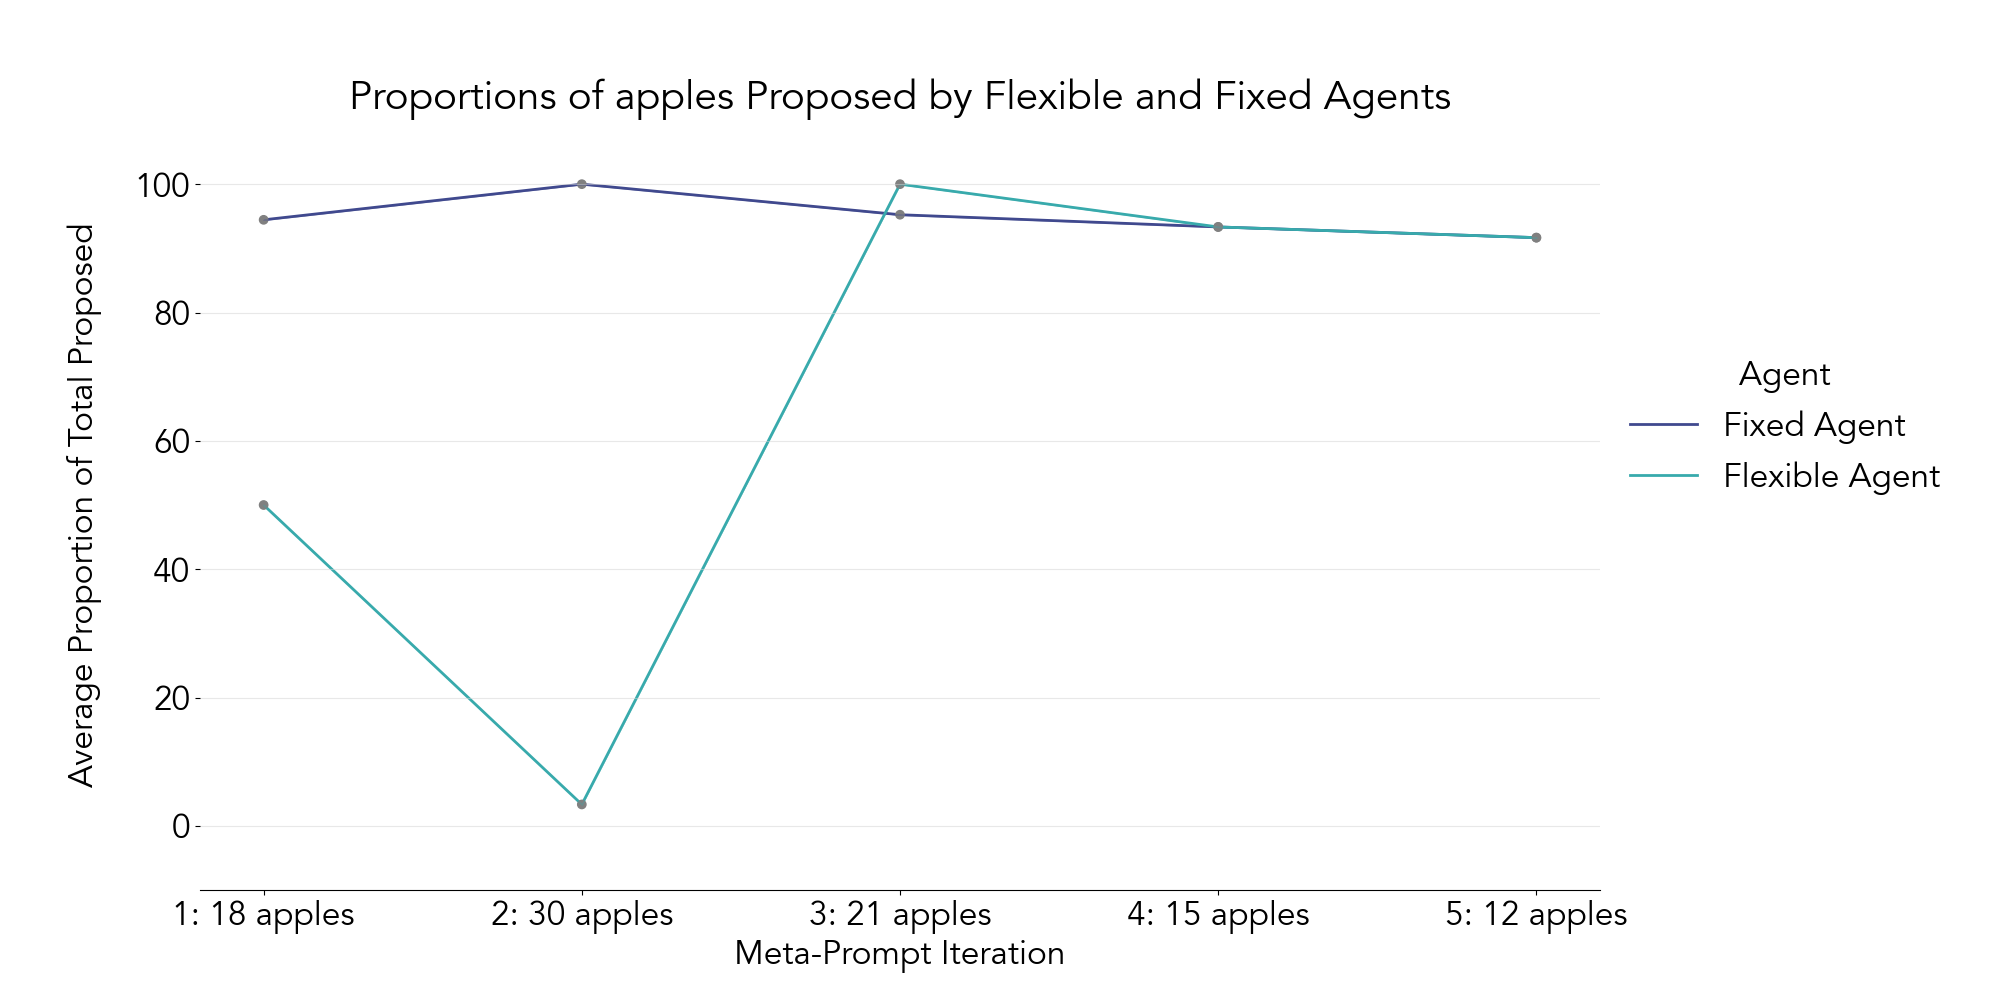 Proportions of apples Proposed by Flexible and Fixed Agents
Average Proportion of Total Proposed
100
80
60
40
20
0
1: 18 apples
2: 30 apples
3: 21 apples
4: 15 apples
5: 12 apples
Meta-Prompt Iteration
Agent
Fixed Agent
Flexible Agent